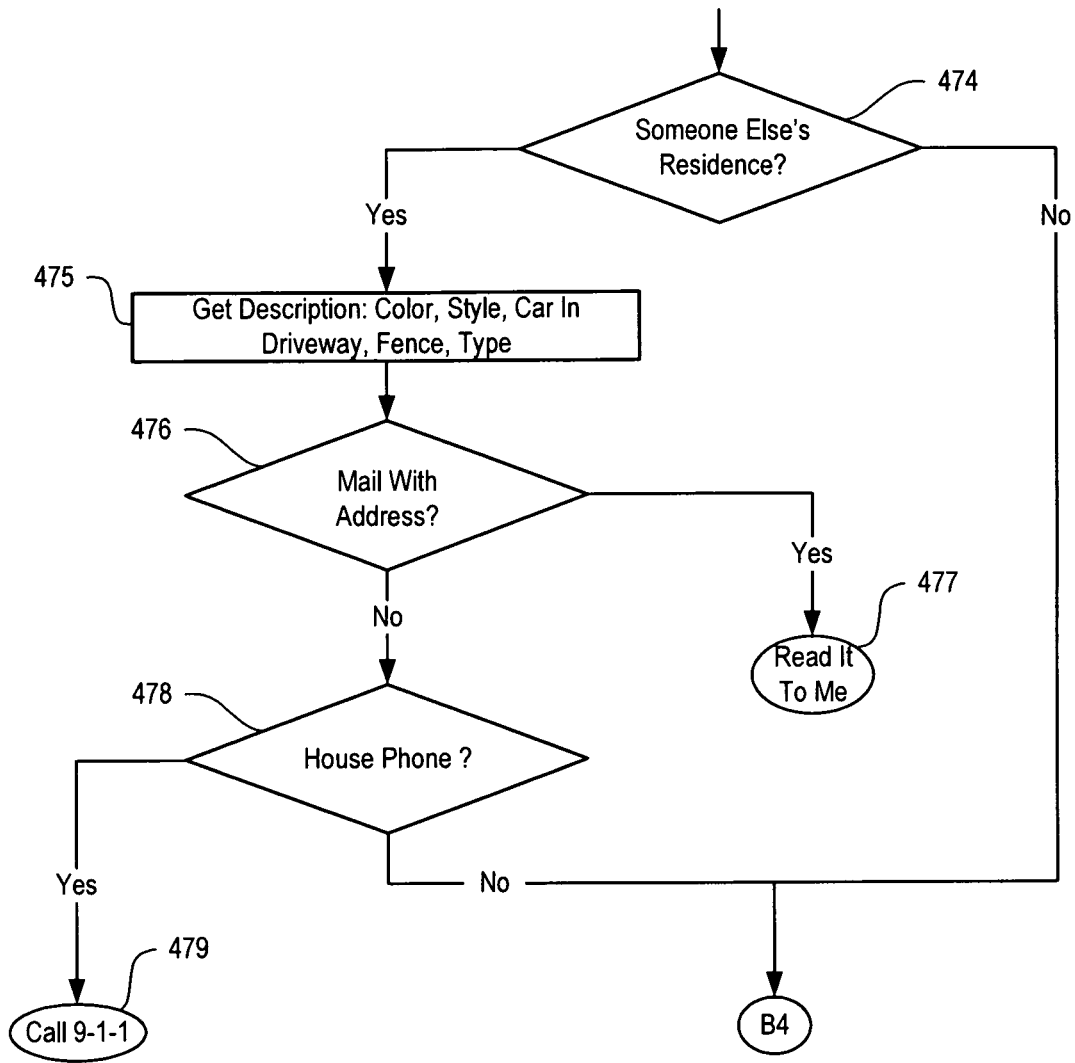 474
Someone Else's
Residence?
Yes
No
475
Get Description: Color, Style, Car In
Driveway, Fence, Type
476
Mail With
Address?
Yes
477
No
Read It
To Me
478
House Phone ?
Yes
No
479
Call 9-1-1
B4